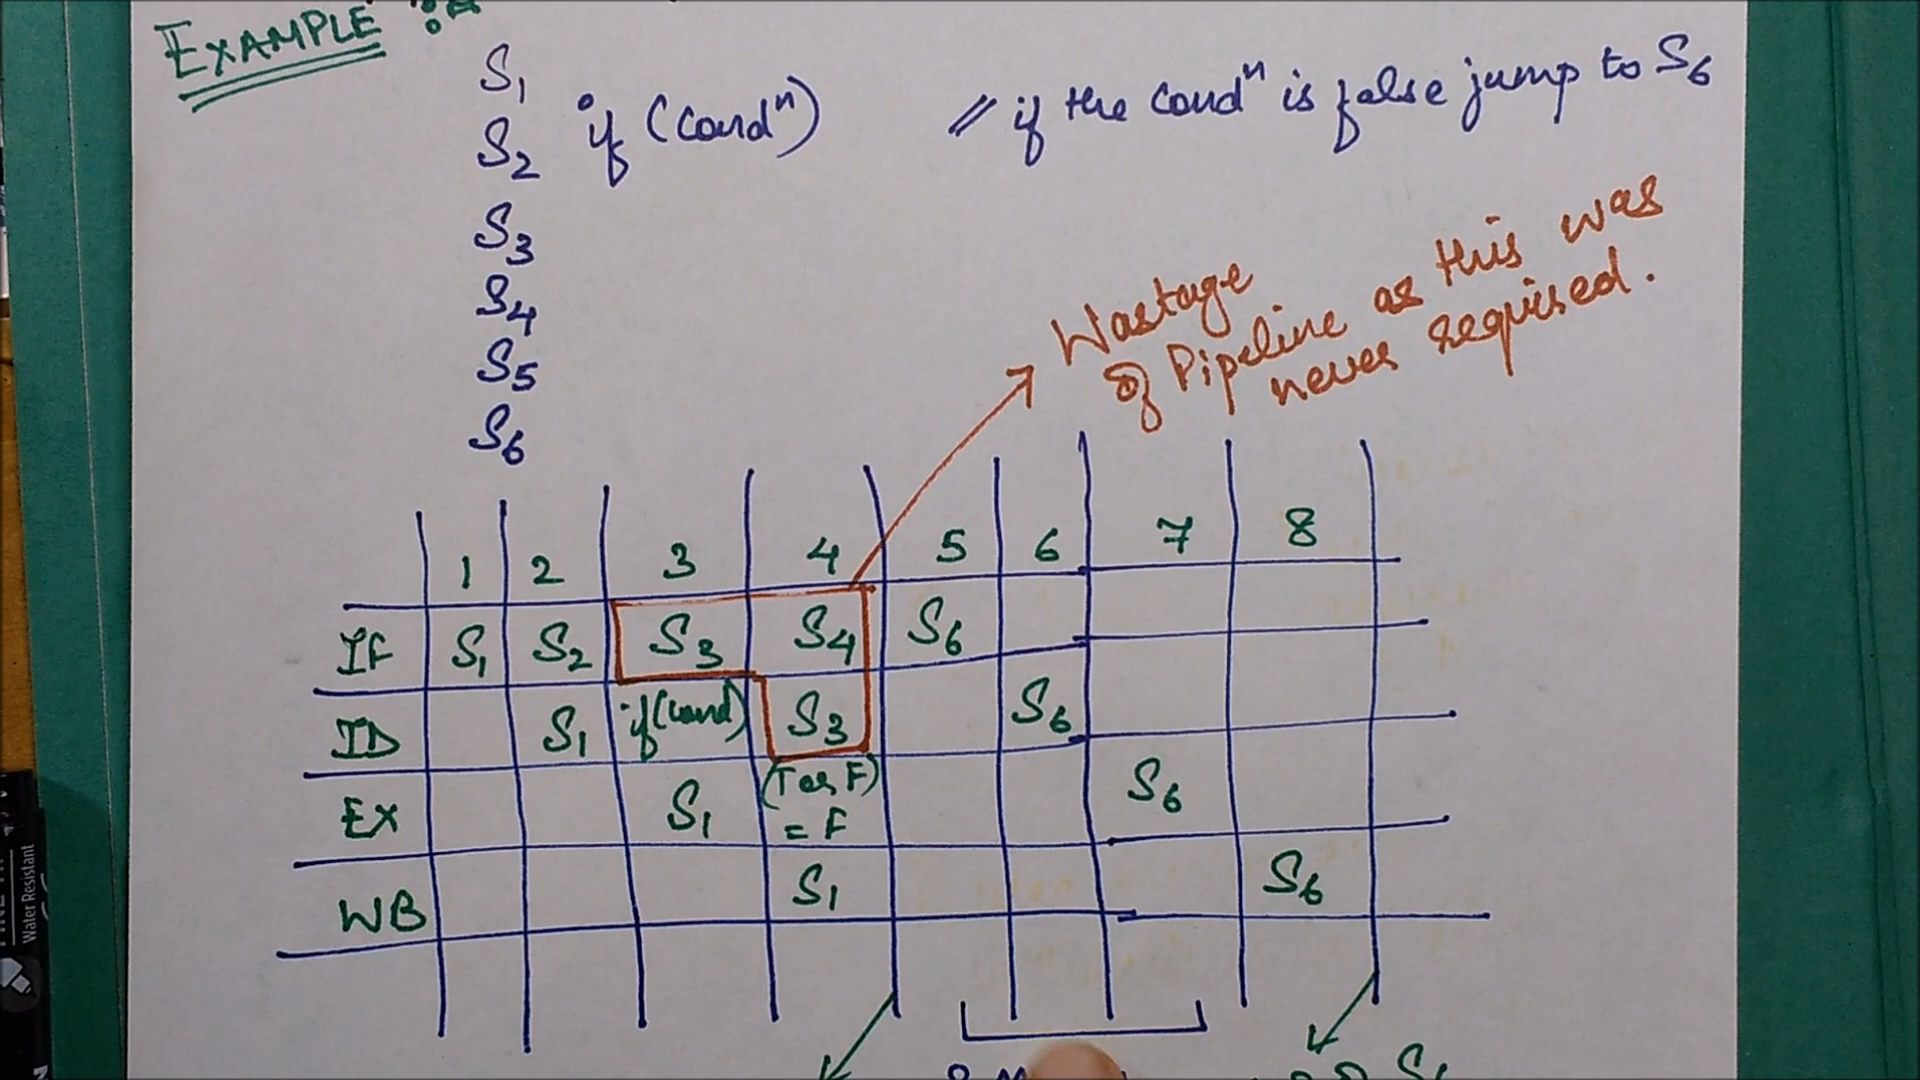 EXAMPLE :-
S1
S2 if (condⁿ) // if the condⁿ is false jump to S6
S3
S4
S5
S6
Wastage
of Pipeline as this was
never required.
1 2 3 4 5 6 7 8
IF S1 S2 S3 S4 S6
ID S1 if(cond) S3 S6
EX S1 (T or F) = F S6
WB S1 S6
Water Resistant